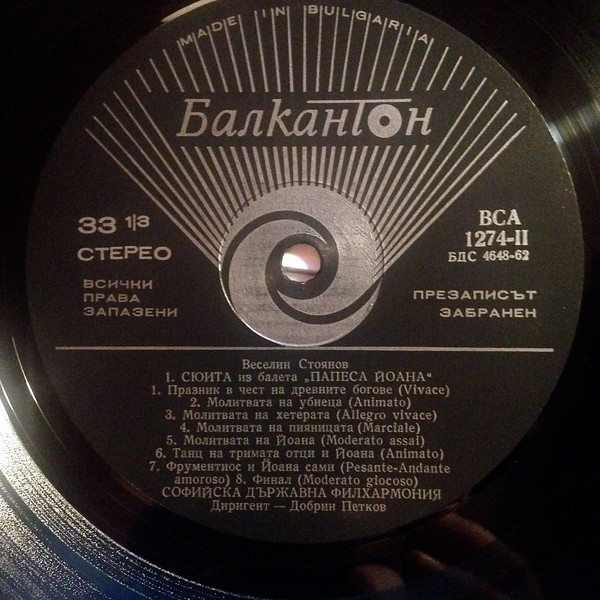 MADE IN BULGARIA
Балкантон
33 1/3
СТЕРЕО
ВСИЧКИ
ПРАВА
ЗАПАЗЕНИ
ВСА
1274-II
БДС 4648-62
ПРЕЗАПИСЪТ
ЗАБРАНЕН
Веселин Стоянов
I. СЮИТА из балета „ПАПЕСА ЙОАНА“
1. Празник в чест на древните богове (Vivace)
2. Молитвата на убиеца (Animato)
3. Молитвата на хетерата (Allegro vivace)
4. Молитвата на пияницата (Marciale)
5. Молитвата на Йоана (Moderato assai)
6. Танц на тримата отци и Йоана (Animato)
7. Фрументиос и Йоана сами (Pesante-Andante
amoroso) 8. Финал (Moderato giocoso)
СОФИЙСКА ДЪРЖАВНА ФИЛХАРМОНИЯ
Диригент — Добрин Петков